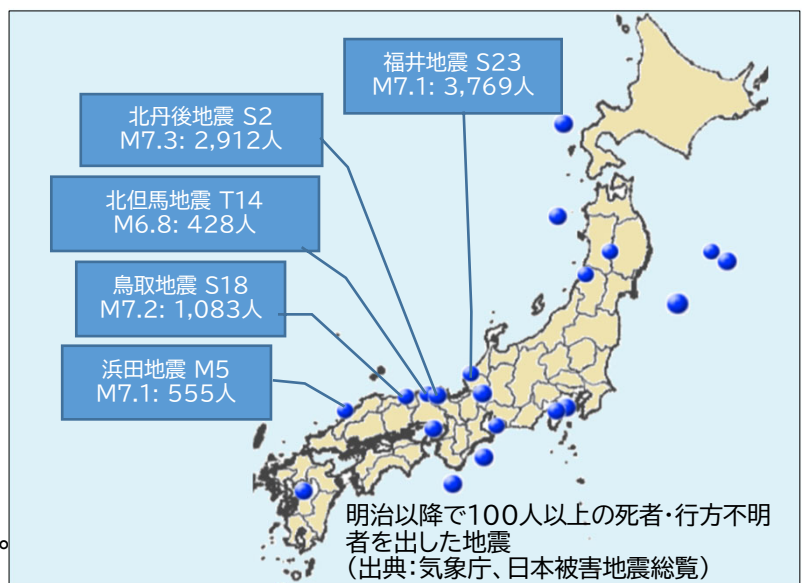 福井地震 S23
M7.1: 3,769人
北丹後地震 S2
M7.3: 2,912人
北但馬地震 T14
M6.8: 428人
鳥取地震 S18
M7.2: 1,083人
浜田地震 M5
M7.1: 555人
明治以降で100人以上の死者・行方不明
者を出した地震
(出典:気象庁、日本被害地震総覧)
。